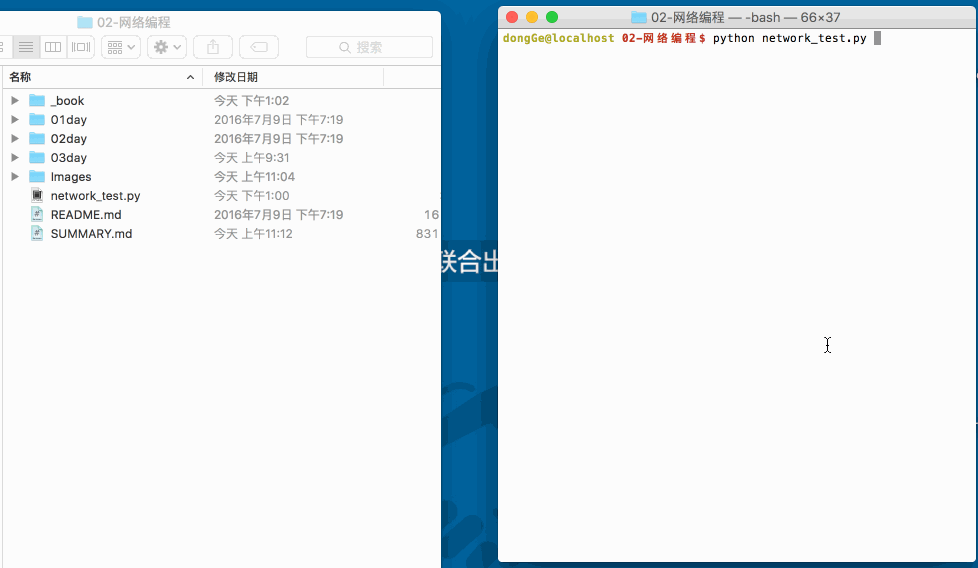 02-网络编程
搜索
名称 修改日期
_book 今天 下午1:02
01day 2016年7月9日 下午7:19
02day 2016年7月9日 下午7:19
03day 今天 上午9:31
Images 今天 上午11:04
network_test.py 今天 下午1:00
README.md 2016年7月9日 下午7:19 16
SUMMARY.md 今天 上午11:12 831
联合出
02-网络编程 — -bash — 66×37
dongGe@localhost 02-网络编程$ python network_test.py